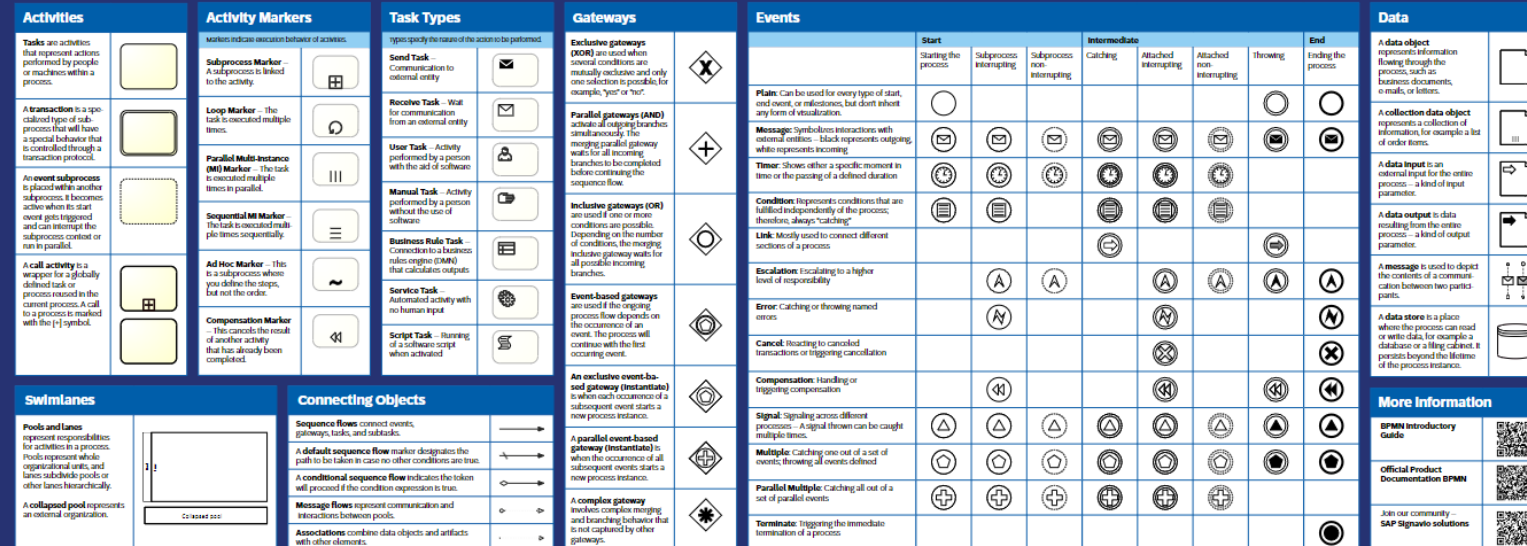 Activities
Tasks are activities
that represent actions
performed by people
or machines within a
process.
A transaction is a spe-
cialized type of sub-
process that will have
a special behavior that
is controlled through a
transaction protocol.
An event subprocess
is placed within another
subprocess. It becomes
active when its start
event gets triggered
and can interrupt the
subprocess context or
run in parallel.
A call activity is a
wrapper for a globally
defined task or
process reused in the
current process. A call
to a process is marked
with the [+] symbol.
Activity Markers
Markers indicate execution behavior of activities.
Subprocess Marker –
A subprocess is linked
to the activity.
Loop Marker – The
task is executed multiple
times.
Parallel Multi-Instance
(MI) Marker – The task
is executed multiple
times in parallel.
Sequential MI Marker –
The task is executed multi-
ple times sequentially.
Ad Hoc Marker – This
is a subprocess where
you define the steps,
but not the order.
Compensation Marker
– This cancels the result
of another activity
that has already been
completed.
Task Types
Types specify the nature of the action to be performed.
Send Task –
Communication to
external entity
Receive Task – Wait
for communication
from an external entity
User Task – Activity
performed by a person
with the aid of software
Manual Task – Activity
performed by a person
without the use of
software
Business Rule Task –
Connection to a business
rules engine (DMN)
that calculates outputs
Service Task –
Automated activity with
no human input
Script Task – Running
of a software script
when activated
Swimlanes
Pools and lanes
represent responsibilities
for activities in a process.
Pools represent whole
organizational units, and
lanes subdivide pools or
other lanes hierarchically.
A collapsed pool represents
an external organization.
Collapsed pool
Connecting Objects
Sequence flows connect events,
gateways, tasks, and subtasks.
A default sequence flow marker designates the
path to be taken in case no other conditions are true.
A conditional sequence flow indicates the token
will proceed if the condition expression is true.
Message flows represent communication and
interactions between pools.
Associations combine data objects and artifacts
with other elements.
Gateways
Exclusive gateways
(XOR) are used when
several conditions are
mutually exclusive and only
one selection is possible, for
example, "yes" or "no".
Parallel gateways (AND)
activate all outgoing branches
simultaneously. The
merging parallel gateway
waits for all incoming
branches to be completed
before continuing the
sequence flow.
Inclusive gateways (OR)
are used if one or more
conditions are possible.
Depending on the number
of conditions, the merging
inclusive gateway waits for
all possible incoming
branches.
Event-based gateways
are used if the ongoing
process flow depends on
the occurrence of an
event. The process will
continue with the first
occurring event.
An exclusive event-ba-
sed gateway (Instantiate)
is when each occurrence of a
subsequent event starts a
new process instance.
A parallel event-based
gateway (Instantiate) is
when the occurrence of all
subsequent events starts a
new process instance.
A complex gateway
involves complex merging
and branching behavior that
is not captured by other
gateways.
Events
Start
Intermediate
End
Starting the
process
Subprocess
interrupting
Subprocess
non-
interrupting
Catching
Attached
interrupting
Attached
non-
interrupting
Throwing
Ending the
process
Plain: Can be used for every type of start,
end event, or milestones, but don't inherit
any form of visualization.
Message: Symbolizes interactions with
external entities – black represents outgoing,
white represents incoming
Timer: Shows either a specific moment in
time or the passing of a defined duration
Condition: Represents conditions that are
fulfilled independently of the process;
therefore, always "catching"
Link: Mostly used to connect different
sections of a process
Escalation: Escalating to a higher
level of responsibility
Error: Catching or throwing named
errors
Cancel: Reacting to canceled
transactions or triggering cancellation
Compensation: Handling or
triggering compensation
Signal: Signaling across different
processes – A signal thrown can be caught
multiple times.
Multiple: Catching one out of a set of
events; throwing all events defined
Parallel Multiple: Catching all out of a
set of parallel events
Terminate: Triggering the immediate
termination of a process
Data
A data object
represents information
flowing through the
process, such as
business documents,
e-mails, or letters.
A collection data object
represents a collection of
information, for example a list
of order items.
A data input is an
external input for the entire
process – a kind of input
parameter.
A data output is data
resulting from the entire
process – a kind of output
parameter.
A message is used to depict
the contents of a communi-
cation between two partici-
pants.
A data store is a place
where the process can read
or write data, for example a
database or a filing cabinet. It
persists beyond the lifetime
of the process instance.
More Information
BPMN Introductory
Guide
Official Product
Documentation BPMN
Join our community –
SAP Signavio solutions